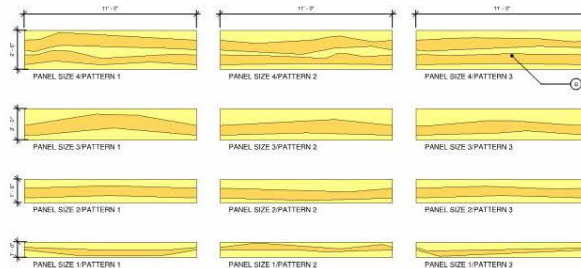 11' - 0" 11' - 0" 11' - 0"
2' - 6"
PANEL SIZE 4/PATTERN 1 PANEL SIZE 4/PATTERN 2 PANEL SIZE 4/PATTERN 3
2' - 0"
PANEL SIZE 3/PATTERN 1 PANEL SIZE 3/PATTERN 2 PANEL SIZE 3/PATTERN 3
1' - 6"
PANEL SIZE 2/PATTERN 1 PANEL SIZE 2/PATTERN 2 PANEL SIZE 2/PATTERN 3
1' - 0"
PANEL SIZE 1/PATTERN 1 PANEL SIZE 1/PATTERN 2 PANEL SIZE 1/PATTERN 3